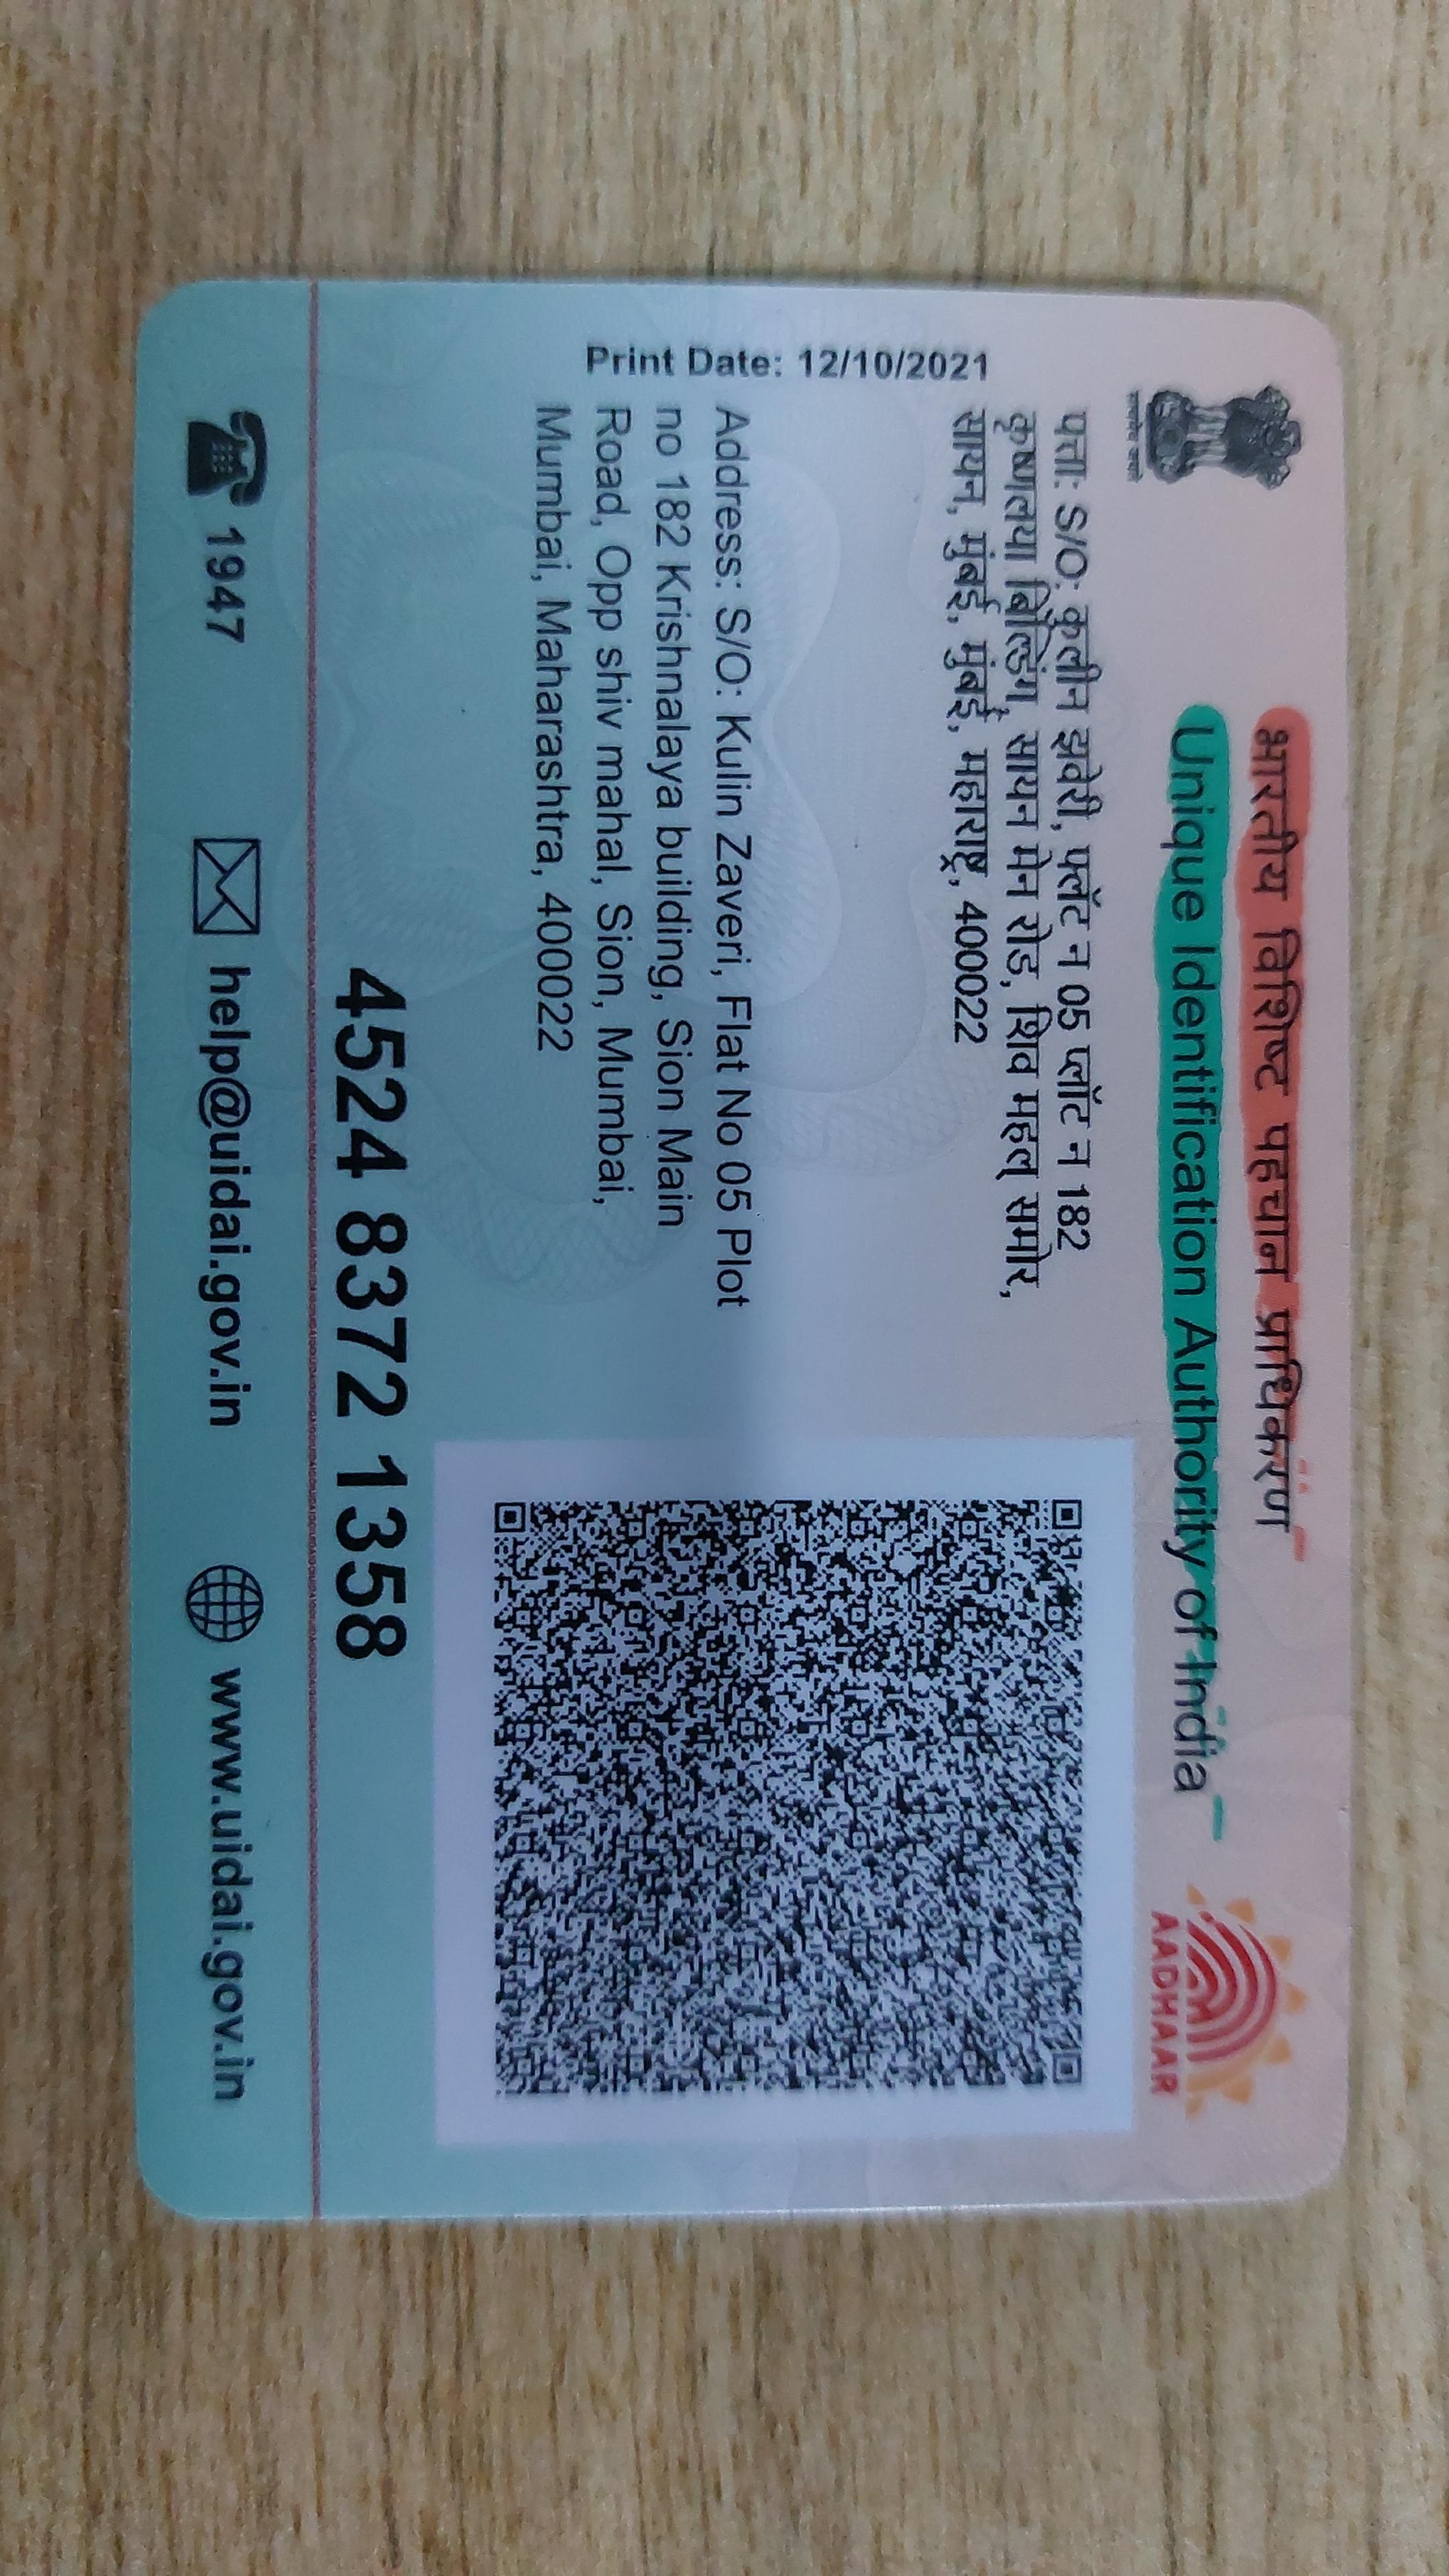 भारतीय विशिष्ट पहचान प्राधिकरण
Unique Identification Authority of India
सत्यमेव जयते
AADHAAR
Print Date: 12/10/2021
पत्ता: S/O: कुलीन झवेरी, फ्लॅट न 05 प्लॉट न 182
कृष्णलया बिल्डिंग, सायन मेन रोड, शिव महल समोर,
सायन, मुंबई, मुंबई, महाराष्ट्र, 400022
Address: S/O: Kulin Zaveri, Flat No 05 Plot
no 182 Krishnalaya building, Sion Main
Road, Opp shiv mahal, Sion, Mumbai,
Mumbai, Maharashtra, 400022
4524 8372 1358
1947
help@uidai.gov.in
www.uidai.gov.in